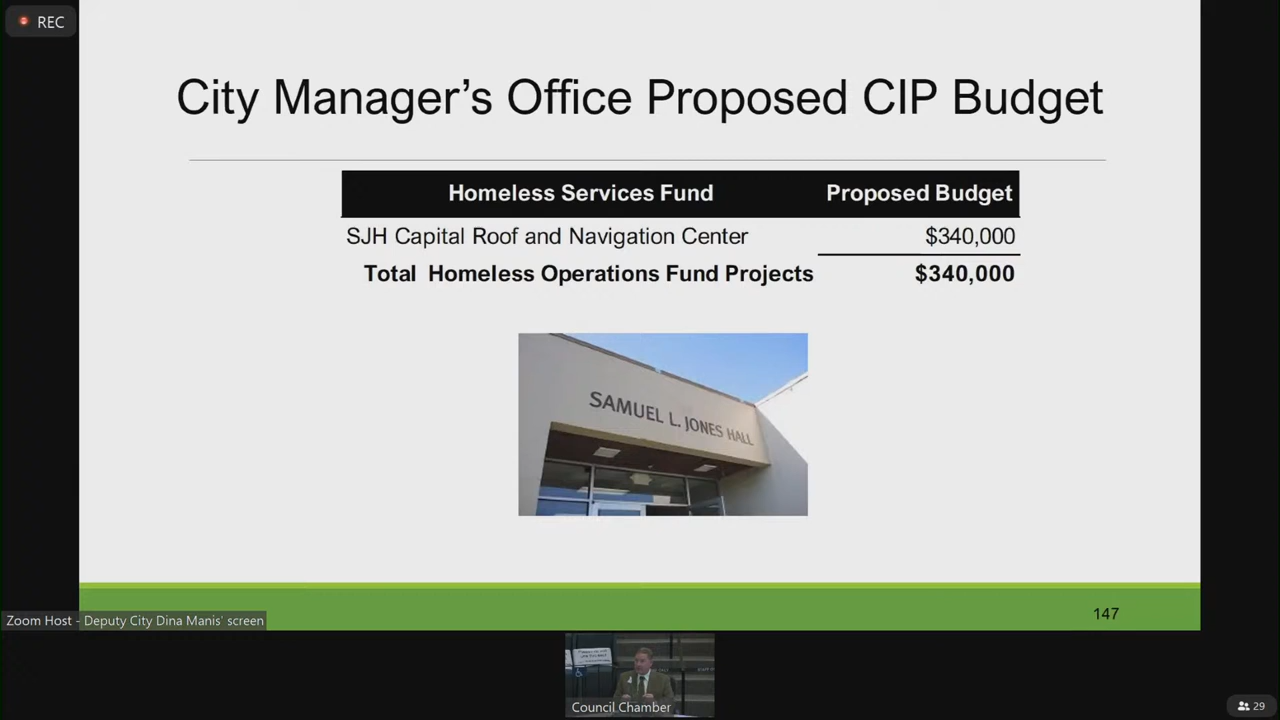 REC
City Manager’s Office Proposed CIP Budget
Homeless Services Fund Proposed Budget
SJH Capital Roof and Navigation Center $340,000
Total Homeless Operations Fund Projects $340,000
SAMUEL L. JONES HALL
147
Zoom Host - Deputy City Dina Manis' screen
Council Chamber
29